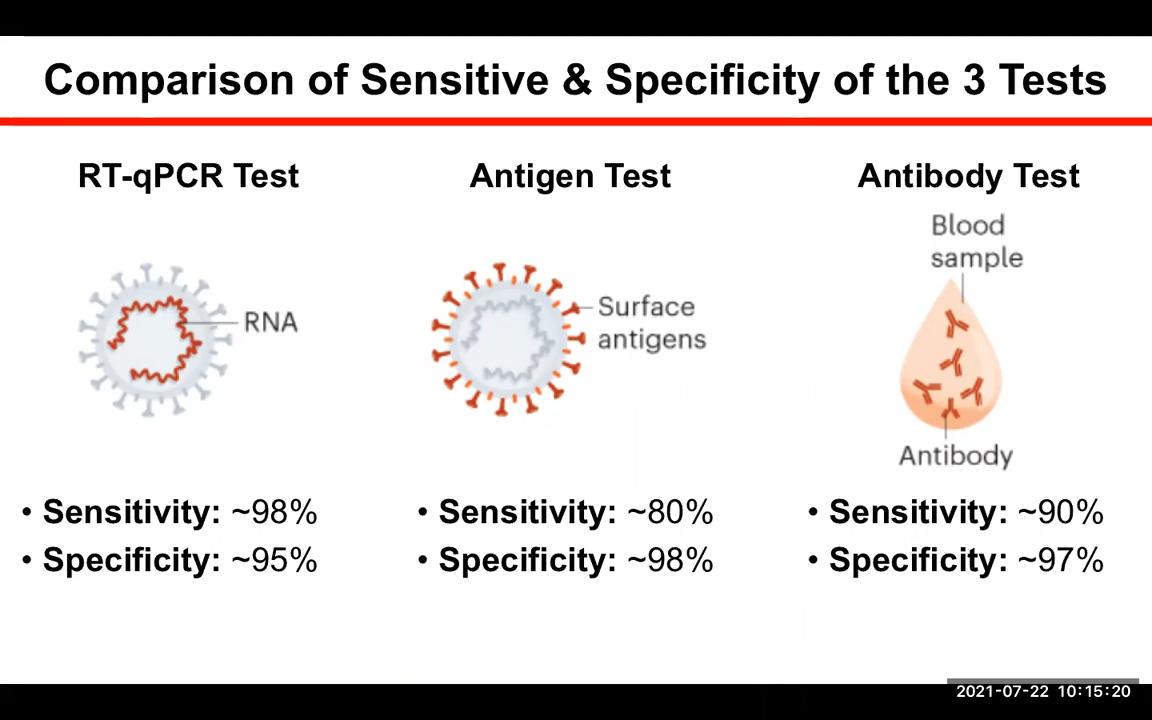 Comparison of Sensitive & Specificity of the 3 Tests
RT-qPCR Test
RNA
• Sensitivity: ~98%
• Specificity: ~95%
Antigen Test
Surface
antigens
• Sensitivity: ~80%
• Specificity: ~98%
Antibody Test
Blood
sample
Antibody
• Sensitivity: ~90%
• Specificity: ~97%
2021-07-22 10:15:20